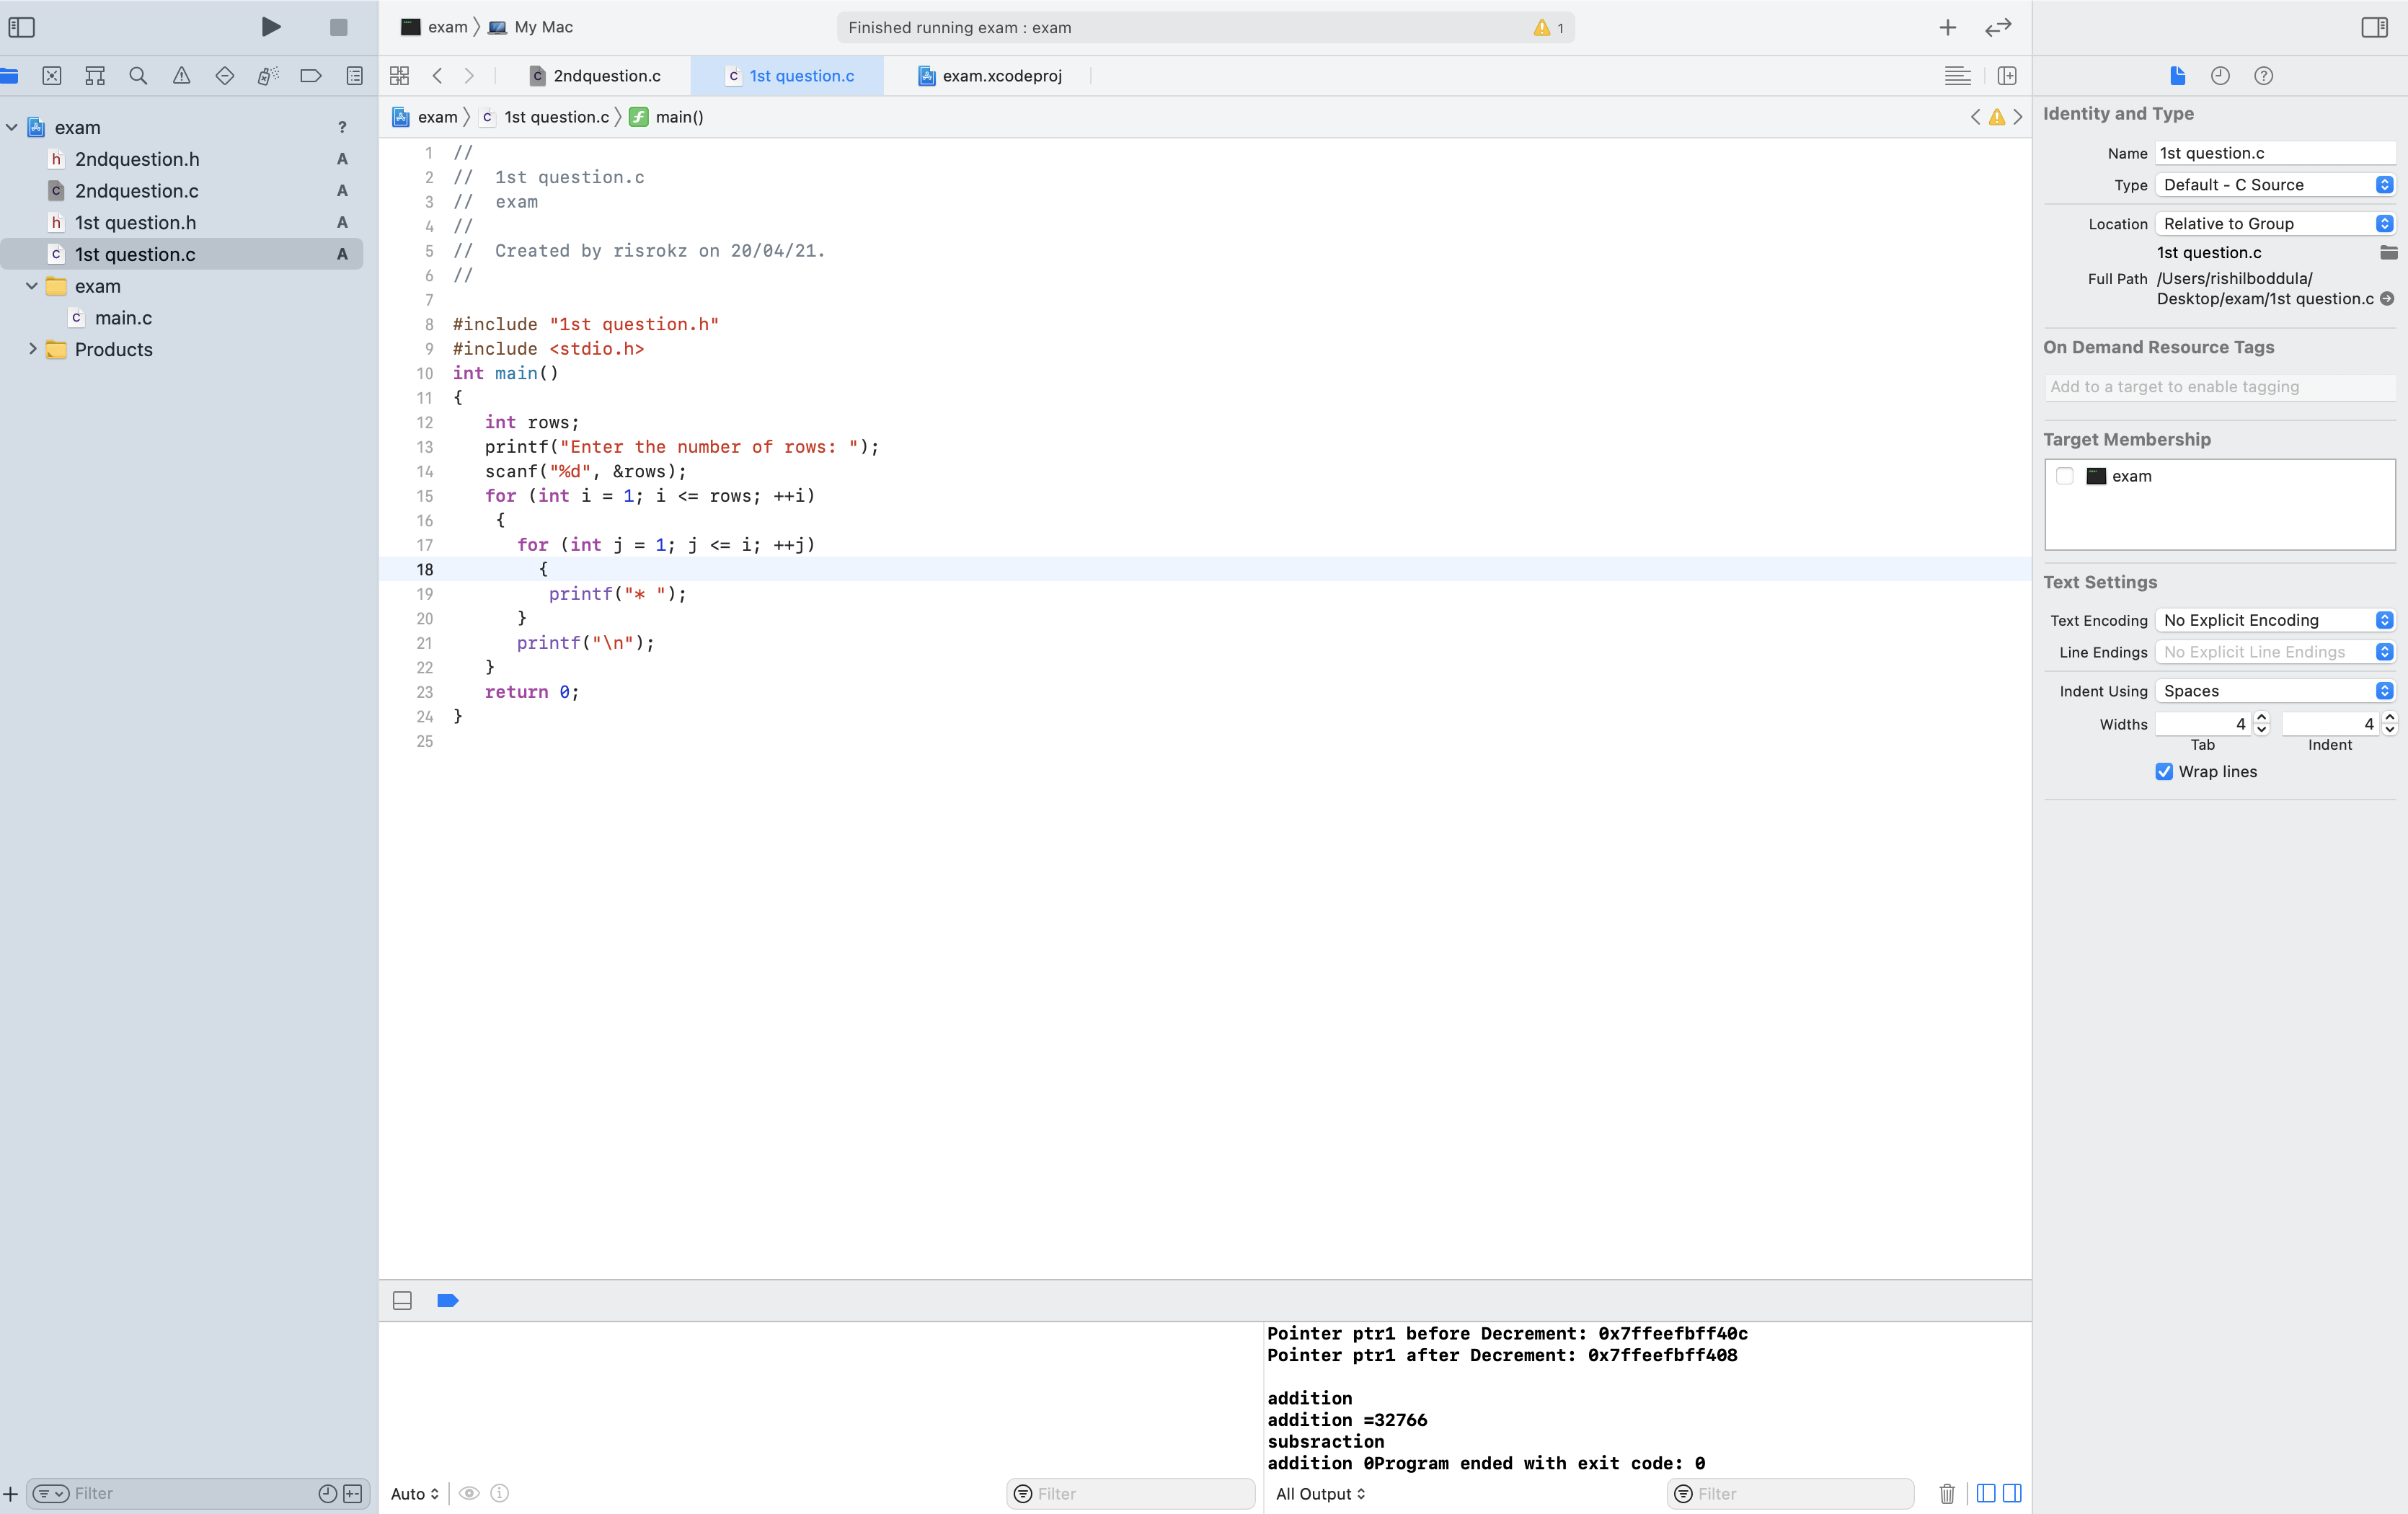 exam 〉 My Mac
Finished running exam : exam
1
2ndquestion.c
1st question.c
exam.xcodeproj
exam 〉 1st question.c 〉 main()
exam ?
2ndquestion.h A
2ndquestion.c A
1st question.h A
1st question.c A
exam
main.c
Products
Filter
1 //
2 //  1st question.c
3 //  exam
4 //
5 //  Created by risrokz on 20/04/21.
6 //
7
8 #include "1st question.h"
9 #include <stdio.h>
10 int main()
11 {
12    int rows;
13    printf("Enter the number of rows: ");
14    scanf("%d", &rows);
15    for (int i = 1; i <= rows; ++i)
16     {
17       for (int j = 1; j <= i; ++j)
18         {
19          printf("* ");
20       }
21       printf("\n");
22    }
23    return 0;
24 }
25
Auto
Filter
Pointer ptr1 before Decrement: 0x7ffeefbff40c
Pointer ptr1 after Decrement: 0x7ffeefbff408
addition
addition =32766
subsraction
addition 0Program ended with exit code: 0
All Output
Filter
Identity and Type
Name 1st question.c
Type Default - C Source
Location Relative to Group
1st question.c
Full Path /Users/rishilboddula/
Desktop/exam/1st question.c
On Demand Resource Tags
Add to a target to enable tagging
Target Membership
exam
Text Settings
Text Encoding No Explicit Encoding
Line Endings No Explicit Line Endings
Indent Using Spaces
Widths 4 4
Tab Indent
Wrap lines